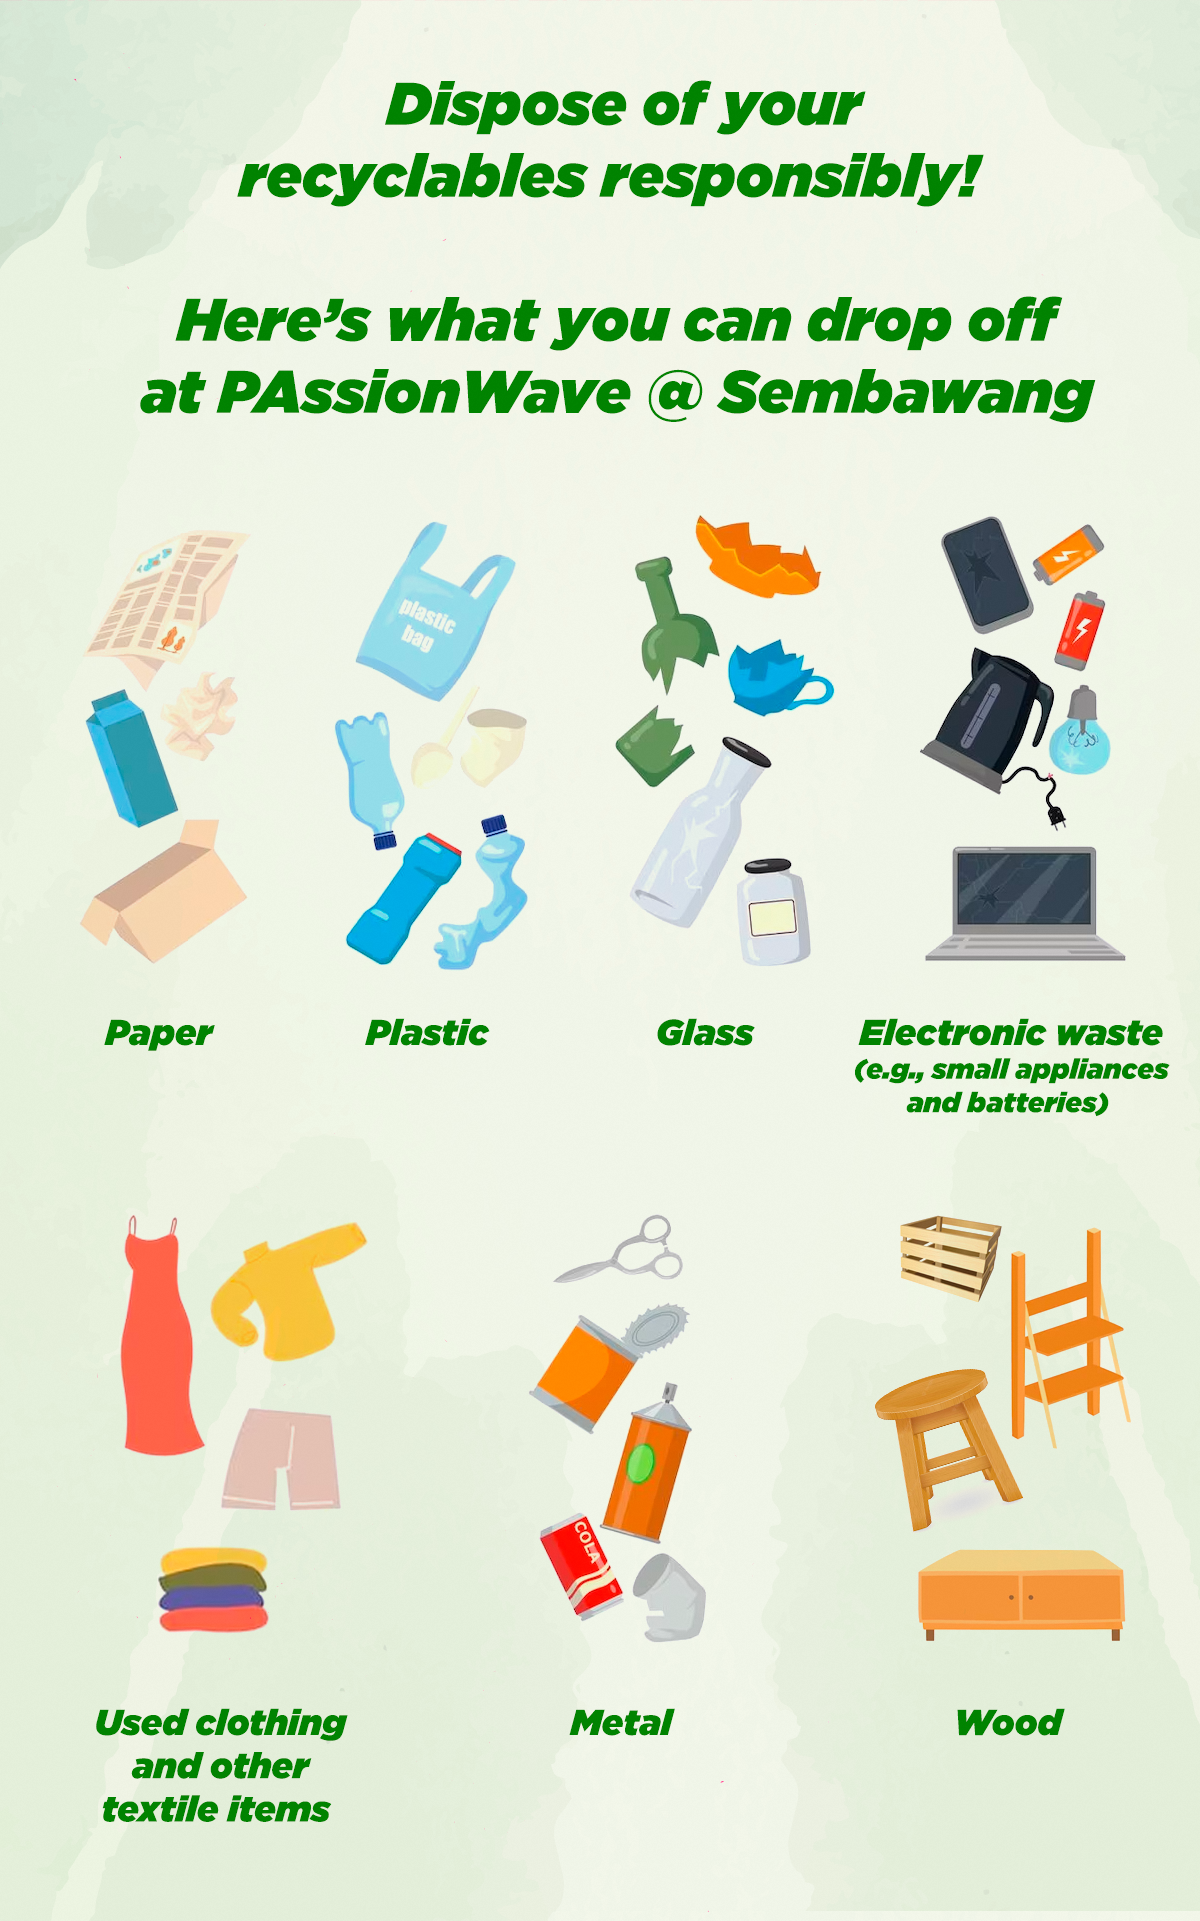 Dispose of your
recyclables responsibly!
Here's what you can drop off
at PAssionWave @ Sembawang
plastic
bag
Paper
Plastic
Glass
Electronic waste
(e.g., small appliances
and batteries)
COLA
Used clothing
and other
textile items
Metal
Wood